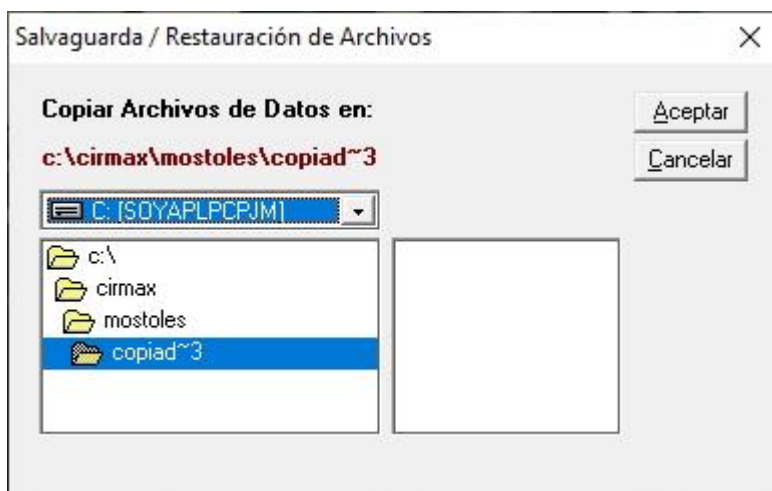 Salvaguarda / Restauración de Archivos
Copiar Archivos de Datos en:
Aceptar
c:\cirmax\mostoles\copiad~3
Cancelar
C: [SOYAPLPCPJM]
c:\
cirmax
mostoles
copiad~3